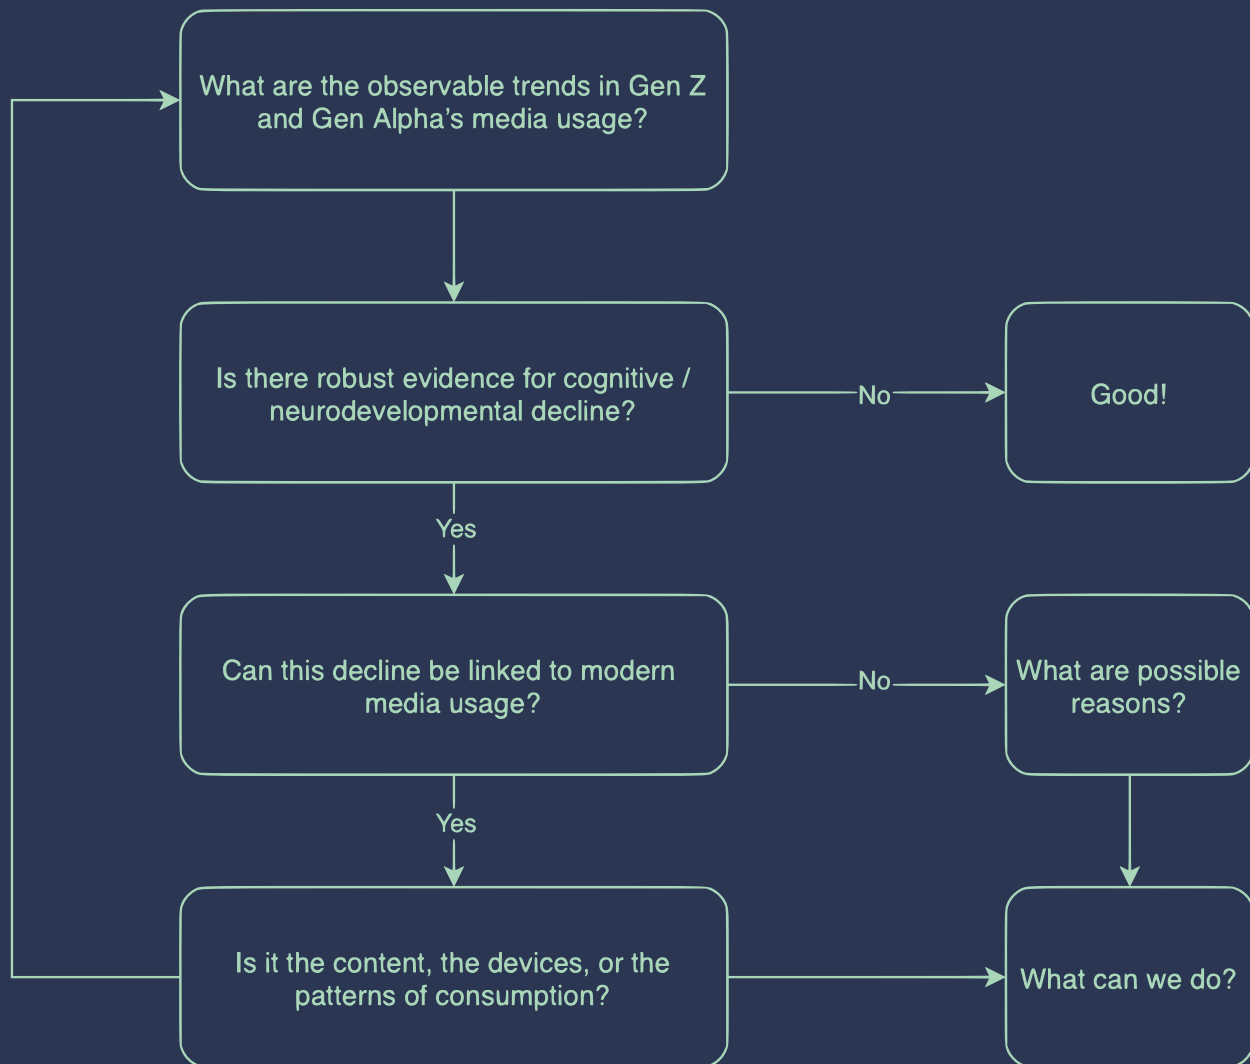 What are the observable trends in Gen Z
and Gen Alpha’s media usage?
Is there robust evidence for cognitive /
neurodevelopmental decline?
No
Good!
Yes
Can this decline be linked to modern
media usage?
No
What are possible
reasons?
Yes
Is it the content, the devices, or the
patterns of consumption?
What can we do?